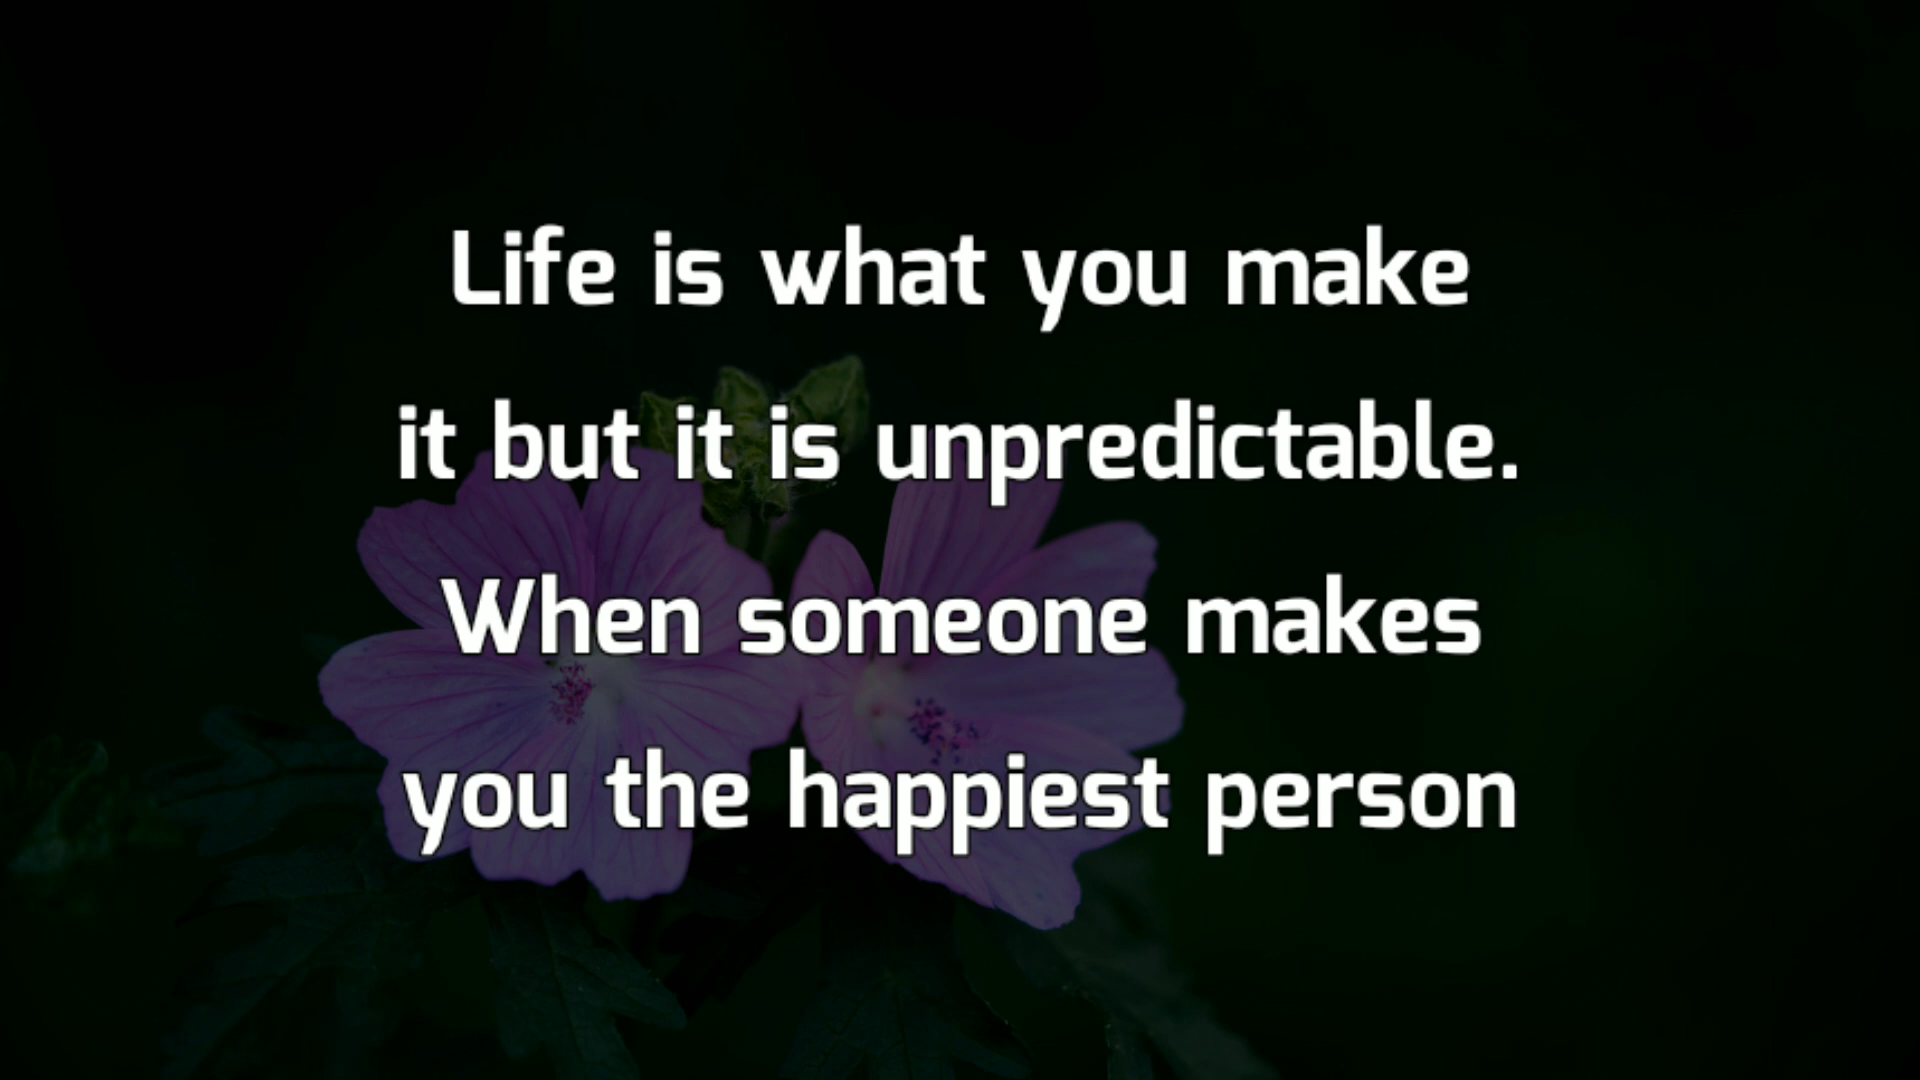 Life is what you make
it but it is unpredictable.
When someone makes
you the happiest person